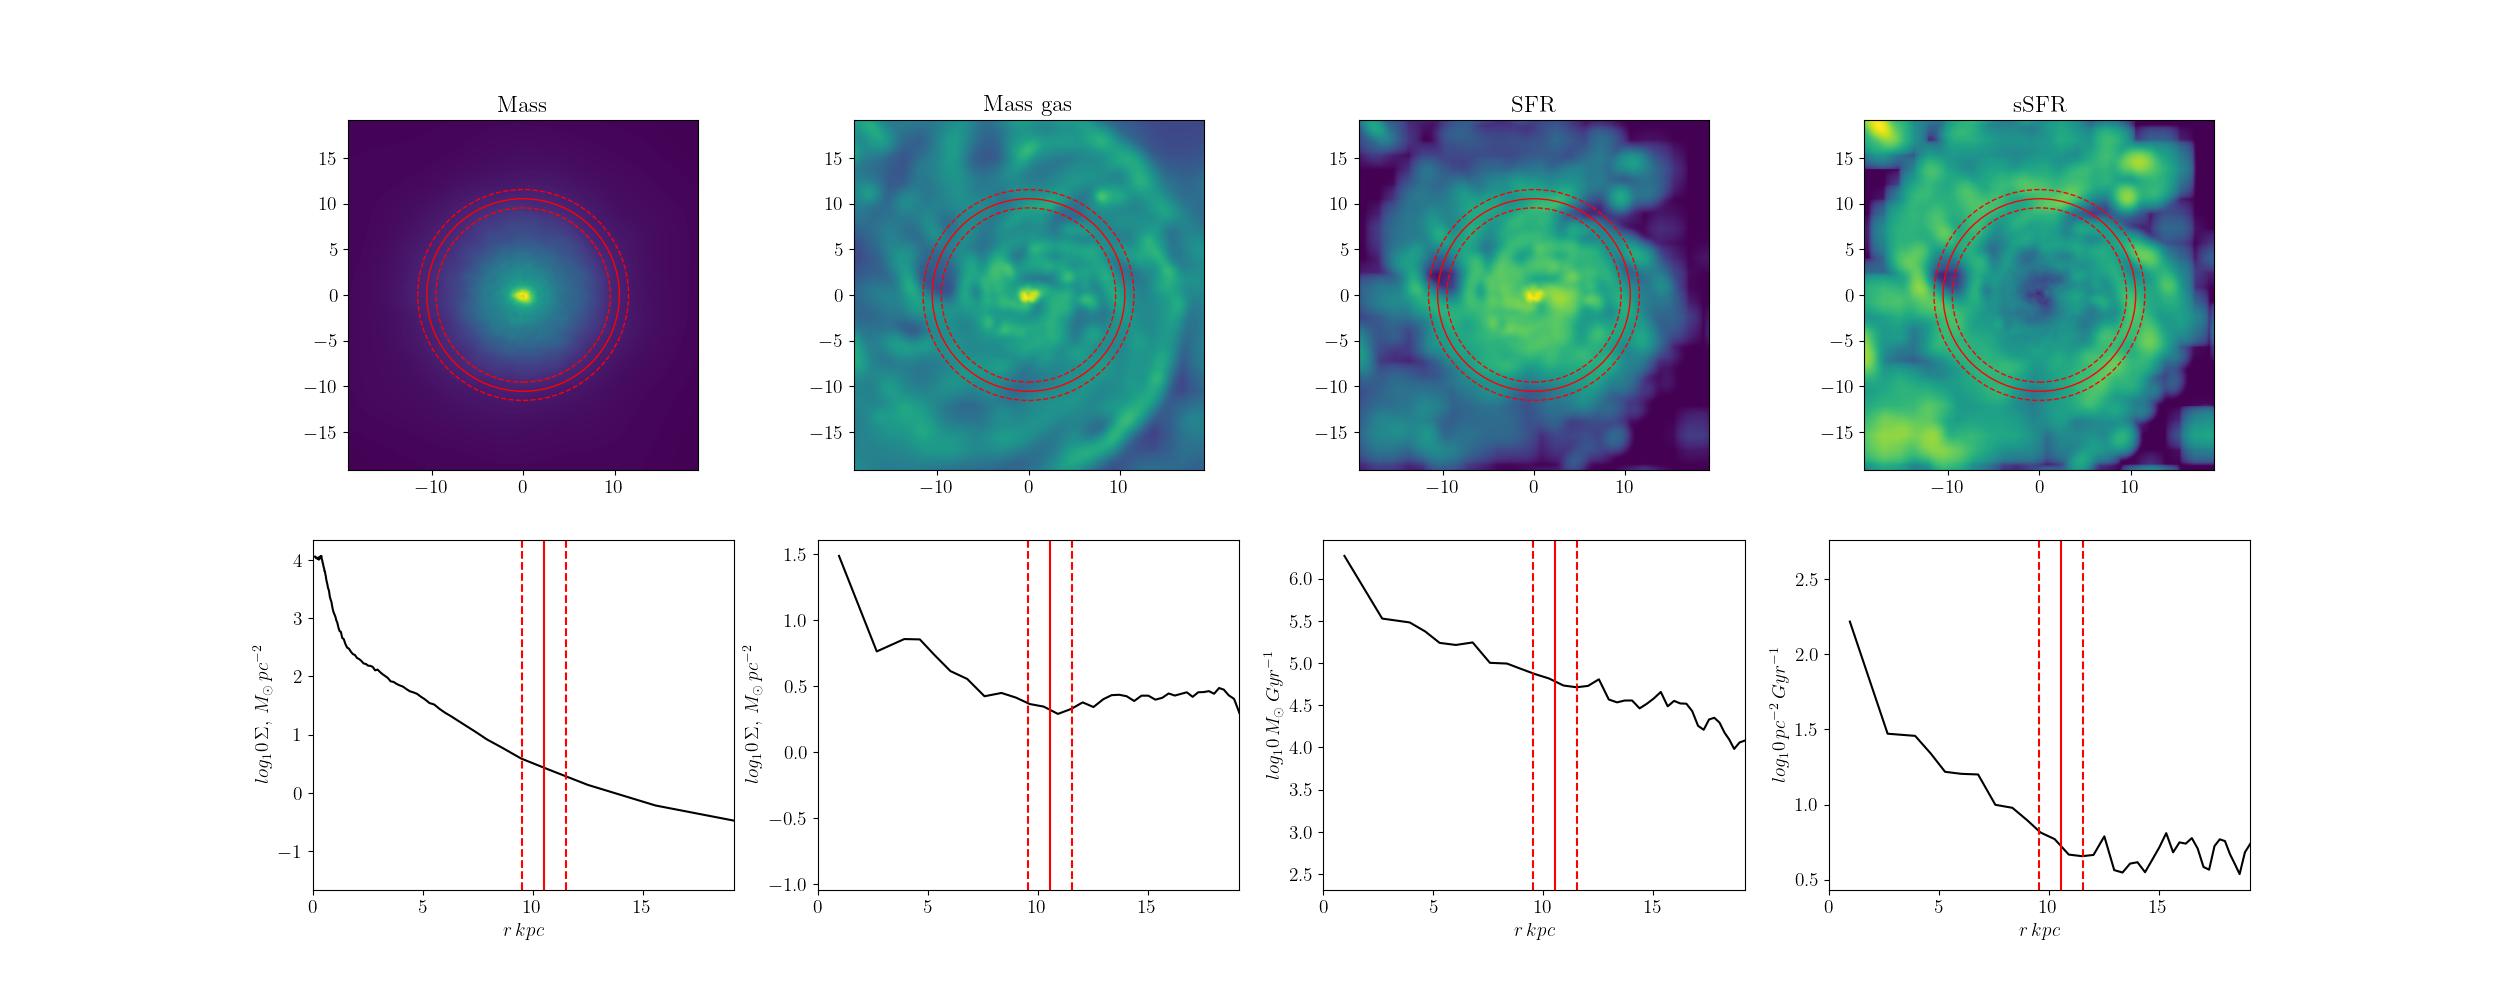 Mass Mass gas SFR sSFR
15 15 15 15
10 10 10 10
5 5 5 5
0 0 0 0
−5 −5 −5 −5
−10 −10 −10 −10
−15 −15 −15 −15
−10 0 10 −10 0 10 −10 0 10 −10 0 10
log₁0 Σ, M⊙ pc⁻²
4
3
2
1
0
−1
0 5 10 15
r kpc
log₁0 Σ, M⊙ pc⁻²
1.5
1.0
0.5
0.0
−0.5
−1.0
0 5 10 15
log₁0 M⊙ Gyr⁻¹
6.0
5.5
5.0
4.5
4.0
3.5
3.0
2.5
0 5 10 15
r kpc
log₁0 pc⁻² Gyr⁻¹
2.5
2.0
1.5
1.0
0.5
0 5 10 15
r kpc